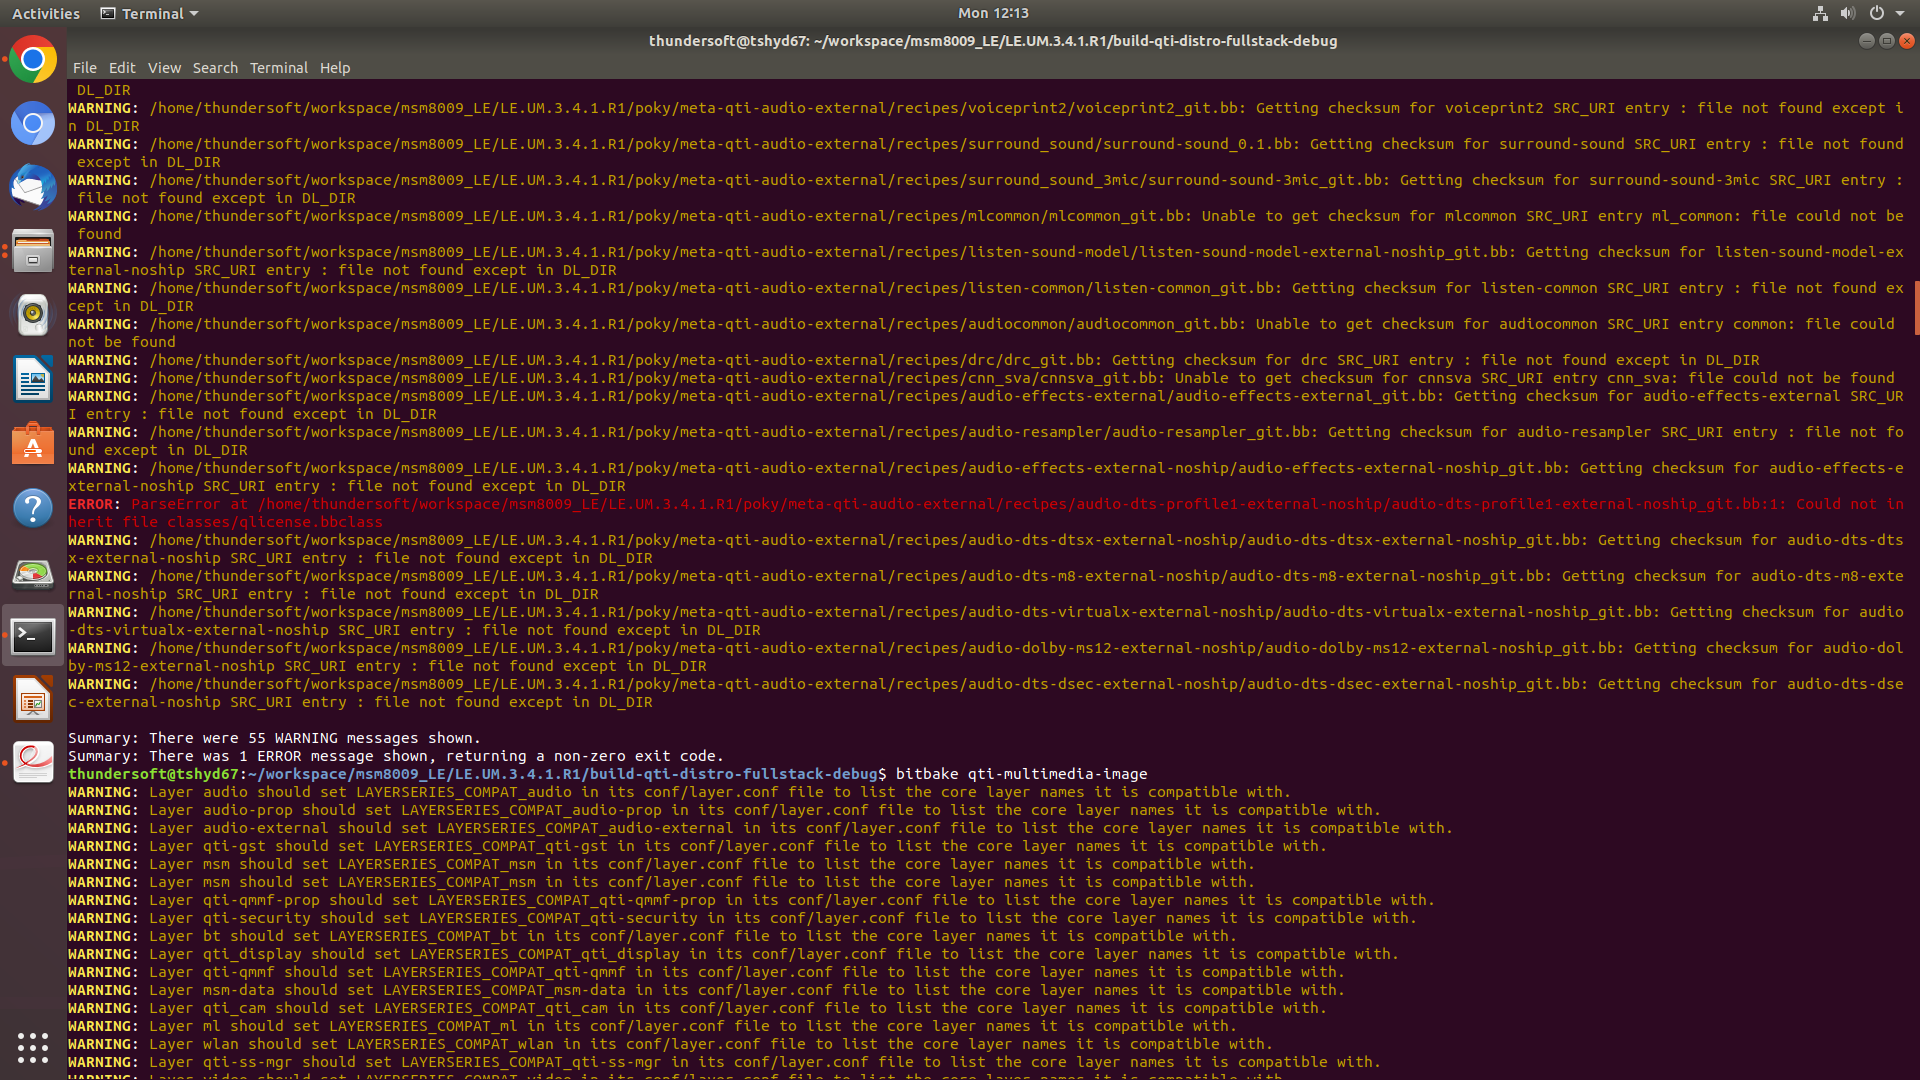 Activities
Terminal
Mon 12:13
thundersoft@tshyd67: ~/workspace/msm8009_LE/LE.UM.3.4.1.R1/build-qti-distro-fullstack-debug
File Edit View Search Terminal Help
DL_DIR
WARNING: /home/thundersoft/workspace/msm8009_LE/LE.UM.3.4.1.R1/poky/meta-qti-audio-external/recipes/voiceprint2/voiceprint2_git.bb: Getting checksum for voiceprint2 SRC_URI entry : file not found except i
n DL_DIR
WARNING: /home/thundersoft/workspace/msm8009_LE/LE.UM.3.4.1.R1/poky/meta-qti-audio-external/recipes/surround_sound/surround-sound_0.1.bb: Getting checksum for surround-sound SRC_URI entry : file not found
except in DL_DIR
WARNING: /home/thundersoft/workspace/msm8009_LE/LE.UM.3.4.1.R1/poky/meta-qti-audio-external/recipes/surround_sound_3mic/surround-sound-3mic_git.bb: Getting checksum for surround-sound-3mic SRC_URI entry :
file not found except in DL_DIR
WARNING: /home/thundersoft/workspace/msm8009_LE/LE.UM.3.4.1.R1/poky/meta-qti-audio-external/recipes/mlcommon/mlcommon_git.bb: Unable to get checksum for mlcommon SRC_URI entry ml_common: file could not be
found
WARNING: /home/thundersoft/workspace/msm8009_LE/LE.UM.3.4.1.R1/poky/meta-qti-audio-external/recipes/listen-sound-model/listen-sound-model-external-noship_git.bb: Getting checksum for listen-sound-model-ex
ternal-noship SRC_URI entry : file not found except in DL_DIR
WARNING: /home/thundersoft/workspace/msm8009_LE/LE.UM.3.4.1.R1/poky/meta-qti-audio-external/recipes/listen-common/listen-common_git.bb: Getting checksum for listen-common SRC_URI entry : file not found ex
cept in DL_DIR
WARNING: /home/thundersoft/workspace/msm8009_LE/LE.UM.3.4.1.R1/poky/meta-qti-audio-external/recipes/audiocommon/audiocommon_git.bb: Unable to get checksum for audiocommon SRC_URI entry common: file could
not be found
WARNING: /home/thundersoft/workspace/msm8009_LE/LE.UM.3.4.1.R1/poky/meta-qti-audio-external/recipes/drc/drc_git.bb: Getting checksum for drc SRC_URI entry : file not found except in DL_DIR
WARNING: /home/thundersoft/workspace/msm8009_LE/LE.UM.3.4.1.R1/poky/meta-qti-audio-external/recipes/cnn_sva/cnnsva_git.bb: Unable to get checksum for cnnsva SRC_URI entry cnn_sva: file could not be found
WARNING: /home/thundersoft/workspace/msm8009_LE/LE.UM.3.4.1.R1/poky/meta-qti-audio-external/recipes/audio-effects-external/audio-effects-external_git.bb: Getting checksum for audio-effects-external SRC_UR
I entry : file not found except in DL_DIR
WARNING: /home/thundersoft/workspace/msm8009_LE/LE.UM.3.4.1.R1/poky/meta-qti-audio-external/recipes/audio-resampler/audio-resampler_git.bb: Getting checksum for audio-resampler SRC_URI entry : file not fo
und except in DL_DIR
WARNING: /home/thundersoft/workspace/msm8009_LE/LE.UM.3.4.1.R1/poky/meta-qti-audio-external/recipes/audio-effects-external-noship/audio-effects-external-noship_git.bb: Getting checksum for audio-effects-e
xternal-noship SRC_URI entry : file not found except in DL_DIR
ERROR: ParseError at /home/thundersoft/workspace/msm8009_LE/LE.UM.3.4.1.R1/poky/meta-qti-audio-external/recipes/audio-dts-profile1-external-noship/audio-dts-profile1-external-noship_git.bb:1: Could not in
herit file classes/qlicense.bbclass
WARNING: /home/thundersoft/workspace/msm8009_LE/LE.UM.3.4.1.R1/poky/meta-qti-audio-external/recipes/audio-dts-dtsx-external-noship/audio-dts-dtsx-external-noship_git.bb: Getting checksum for audio-dts-dts
x-external-noship SRC_URI entry : file not found except in DL_DIR
WARNING: /home/thundersoft/workspace/msm8009_LE/LE.UM.3.4.1.R1/poky/meta-qti-audio-external/recipes/audio-dts-m8-external-noship/audio-dts-m8-external-noship_git.bb: Getting checksum for audio-dts-m8-exte
rnal-noship SRC_URI entry : file not found except in DL_DIR
WARNING: /home/thundersoft/workspace/msm8009_LE/LE.UM.3.4.1.R1/poky/meta-qti-audio-external/recipes/audio-dts-virtualx-external-noship/audio-dts-virtualx-external-noship_git.bb: Getting checksum for audio
-dts-virtualx-external-noship SRC_URI entry : file not found except in DL_DIR
WARNING: /home/thundersoft/workspace/msm8009_LE/LE.UM.3.4.1.R1/poky/meta-qti-audio-external/recipes/audio-dolby-ms12-external-noship/audio-dolby-ms12-external-noship_git.bb: Getting checksum for audio-dol
by-ms12-external-noship SRC_URI entry : file not found except in DL_DIR
WARNING: /home/thundersoft/workspace/msm8009_LE/LE.UM.3.4.1.R1/poky/meta-qti-audio-external/recipes/audio-dts-dsec-external-noship/audio-dts-dsec-external-noship_git.bb: Getting checksum for audio-dts-dse
c-external-noship SRC_URI entry : file not found except in DL_DIR
Summary: There were 55 WARNING messages shown.
Summary: There was 1 ERROR message shown, returning a non-zero exit code.
thundersoft@tshyd67:~/workspace/msm8009_LE/LE.UM.3.4.1.R1/build-qti-distro-fullstack-debug$ bitbake qti-multimedia-image
WARNING: Layer audio should set LAYERSERIES_COMPAT_audio in its conf/layer.conf file to list the core layer names it is compatible with.
WARNING: Layer audio-prop should set LAYERSERIES_COMPAT_audio-prop in its conf/layer.conf file to list the core layer names it is compatible with.
WARNING: Layer audio-external should set LAYERSERIES_COMPAT_audio-external in its conf/layer.conf file to list the core layer names it is compatible with.
WARNING: Layer qti-gst should set LAYERSERIES_COMPAT_qti-gst in its conf/layer.conf file to list the core layer names it is compatible with.
WARNING: Layer msm should set LAYERSERIES_COMPAT_msm in its conf/layer.conf file to list the core layer names it is compatible with.
WARNING: Layer msm should set LAYERSERIES_COMPAT_msm in its conf/layer.conf file to list the core layer names it is compatible with.
WARNING: Layer qti-qmmf-prop should set LAYERSERIES_COMPAT_qti-qmmf-prop in its conf/layer.conf file to list the core layer names it is compatible with.
WARNING: Layer qti-security should set LAYERSERIES_COMPAT_qti-security in its conf/layer.conf file to list the core layer names it is compatible with.
WARNING: Layer bt should set LAYERSERIES_COMPAT_bt in its conf/layer.conf file to list the core layer names it is compatible with.
WARNING: Layer qti_display should set LAYERSERIES_COMPAT_qti_display in its conf/layer.conf file to list the core layer names it is compatible with.
WARNING: Layer qti-qmmf should set LAYERSERIES_COMPAT_qti-qmmf in its conf/layer.conf file to list the core layer names it is compatible with.
WARNING: Layer msm-data should set LAYERSERIES_COMPAT_msm-data in its conf/layer.conf file to list the core layer names it is compatible with.
WARNING: Layer qti_cam should set LAYERSERIES_COMPAT_qti_cam in its conf/layer.conf file to list the core layer names it is compatible with.
WARNING: Layer ml should set LAYERSERIES_COMPAT_ml in its conf/layer.conf file to list the core layer names it is compatible with.
WARNING: Layer wlan should set LAYERSERIES_COMPAT_wlan in its conf/layer.conf file to list the core layer names it is compatible with.
WARNING: Layer qti-ss-mgr should set LAYERSERIES_COMPAT_qti-ss-mgr in its conf/layer.conf file to list the core layer names it is compatible with.
WARNING: Layer video should set LAYERSERIES_COMPAT_video in its conf/layer.conf file to list the core layer names it is compatible with.